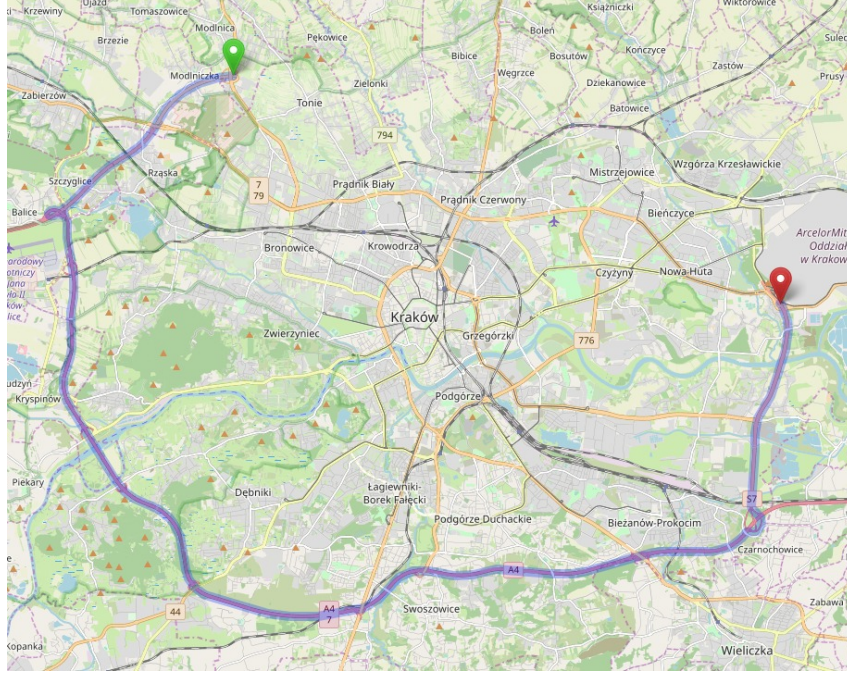 Krzewiny
Ujazd
Tomaszowice
Modlnica
Brzezie
Pękowice
Boleń
Książniczki
Wiktorowice
Bibice
Bosutów
Kończyce
Modlniczka
Węgrzce
Zastów
Zabierzów
Zielonki
Dziekanowice
Prusy
Tonie
Batowice
794
Rząska
Szczyglice
Mistrzejowice
Wzgórza Krzesławickie
7
79
Prądnik Biały
Prądnik Czerwony
Balice
Bieńczyce
Bronowice
Krowodrza
Czyżyny
Nowa Huta
Oddział
w Krakow
Kraków
Zwierzyniec
Grzegórzki
776
Kryspinów
Podgórze
Piekary
Dębniki
Łagiewniki-
Borek Fałęcki
S7
Podgórze Duchackie
Bieżanów-Prokocim
Czarnochowice
A4
44
A4
7
Swoszowice
Zabawa
Kopanka
Wieliczka